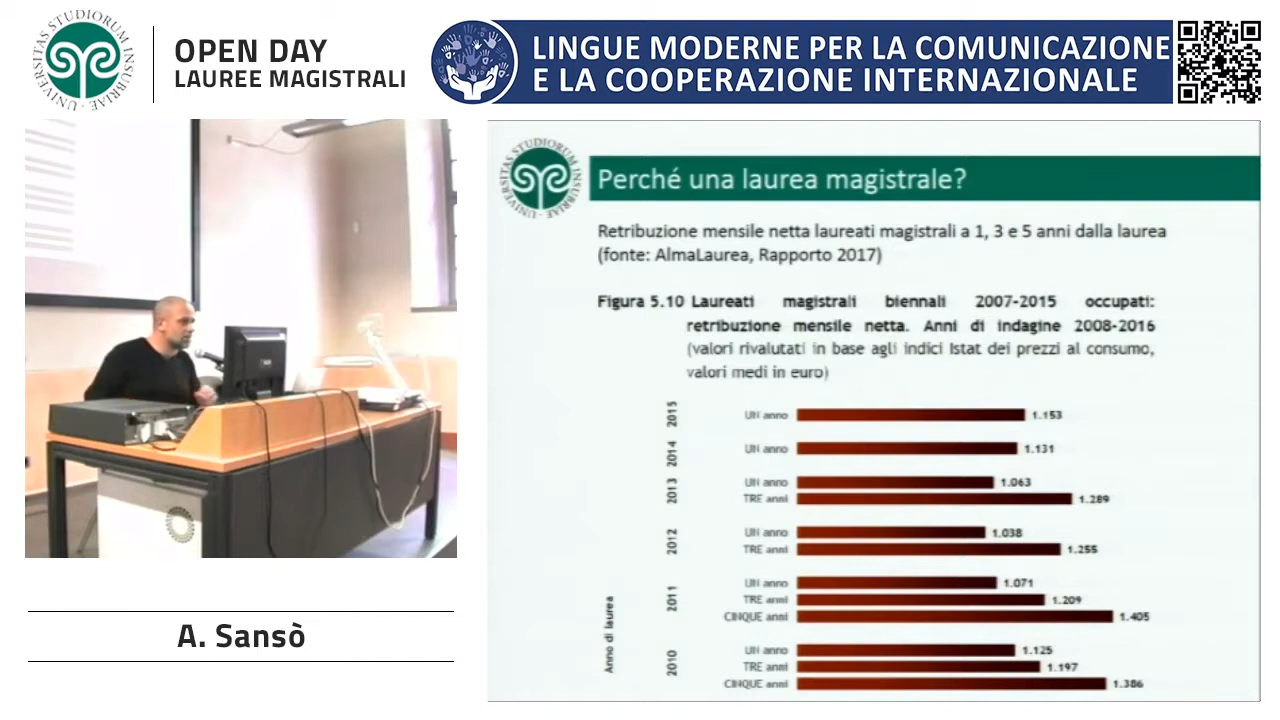 STUDIORUM
UNIVERSITAS
INSUBRIAE
OPEN DAY
LAUREE MAGISTRALI
LINGUE MODERNE PER LA COMUNICAZIONE
E LA COOPERAZIONE INTERNAZIONALE
A. Sansò
UNIVERSITAS STUDIORUM INSUBRIAE
Perché una laurea magistrale?
Retribuzione mensile netta laureati magistrali a 1, 3 e 5 anni dalla laurea
(fonte: AlmaLaurea, Rapporto 2017)
Figura 5.10 Laureati magistrali biennali 2007-2015 occupati:
retribuzione mensile netta. Anni di indagine 2008-2016
(valori rivalutati in base agli indici Istat dei prezzi al consumo,
valori medi in euro)
Anno di laurea
2015
UN anno 1.153
2014
UN anno 1.131
2013
UN anno 1.063
TRE anni 1.289
2012
UN anno 1.038
TRE anni 1.255
2011
UN anno 1.071
TRE anni 1.209
CINQUE anni 1.405
2010
UN anno 1.125
TRE anni 1.197
CINQUE anni 1.386